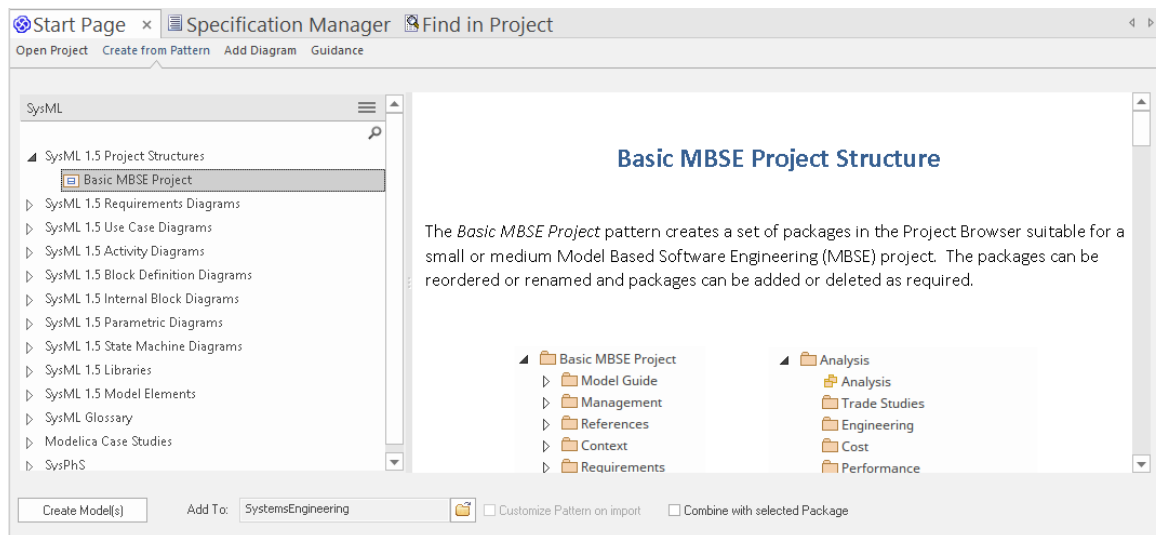 Start Page × Specification Manager Find in Project
Open Project Create from Pattern Add Diagram Guidance
SysML
SysML 1.5 Project Structures
Basic MBSE Project
SysML 1.5 Requirements Diagrams
SysML 1.5 Use Case Diagrams
SysML 1.5 Activity Diagrams
SysML 1.5 Block Definition Diagrams
SysML 1.5 Internal Block Diagrams
SysML 1.5 Parametric Diagrams
SysML 1.5 State Machine Diagrams
SysML 1.5 Libraries
SysML 1.5 Model Elements
SysML Glossary
Modelica Case Studies
SysPhS
Basic MBSE Project Structure
The Basic MBSE Project pattern creates a set of packages in the Project Browser suitable for a
small or medium Model Based Software Engineering (MBSE) project. The packages can be
reordered or renamed and packages can be added or deleted as required.
Basic MBSE Project
Model Guide
Management
References
Context
Requirements
Analysis
Analysis
Trade Studies
Engineering
Cost
Performance
Create Model(s) Add To: SystemsEngineering Customize Pattern on import Combine with selected Package